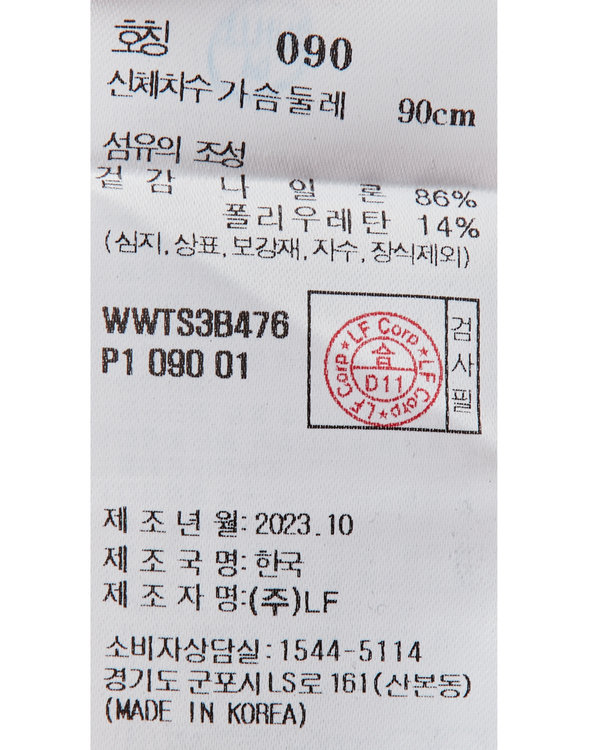 호칭 090
신체치수 가슴둘레 90cm
섬유의 조성
겉감 나일론 86%
폴리우레탄 14%
(심지, 상표, 보강재, 자수, 장식제외)
WWTS3B476
P1 090 01
LF Corp ★ LF Corp ★ LF Corp ★
合
D11
검사필
제조년월: 2023.10
제조국명: 한국
제조자명: (주)LF
소비자상담실: 1544-5114
경기도 군포시 LS로 161(산본동)
(MADE IN KOREA)